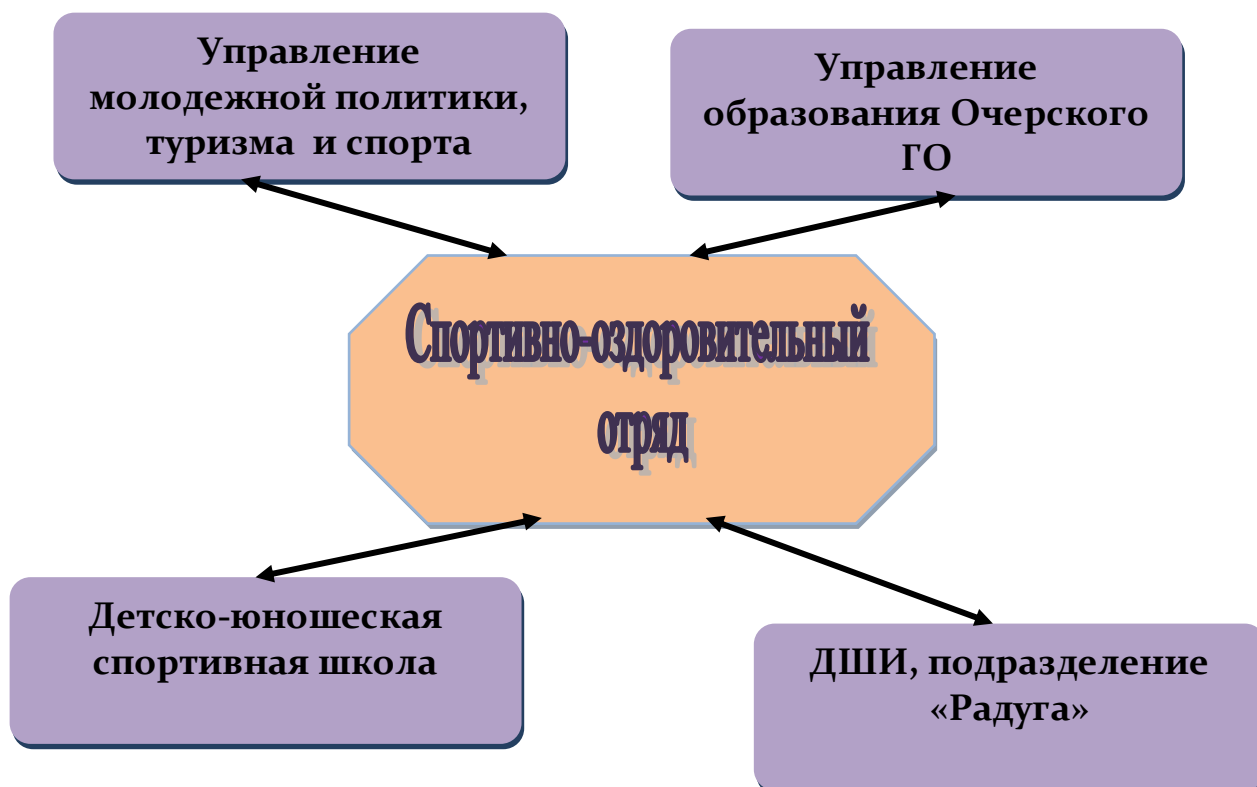 Управление
молодежной политики,
туризма и спорта
Управление
образования Очерского
ГО
Спортивно-оздоровительный
отряд
Детско-юношеская
спортивная школа
ДШИ, подразделение
«Радуга»